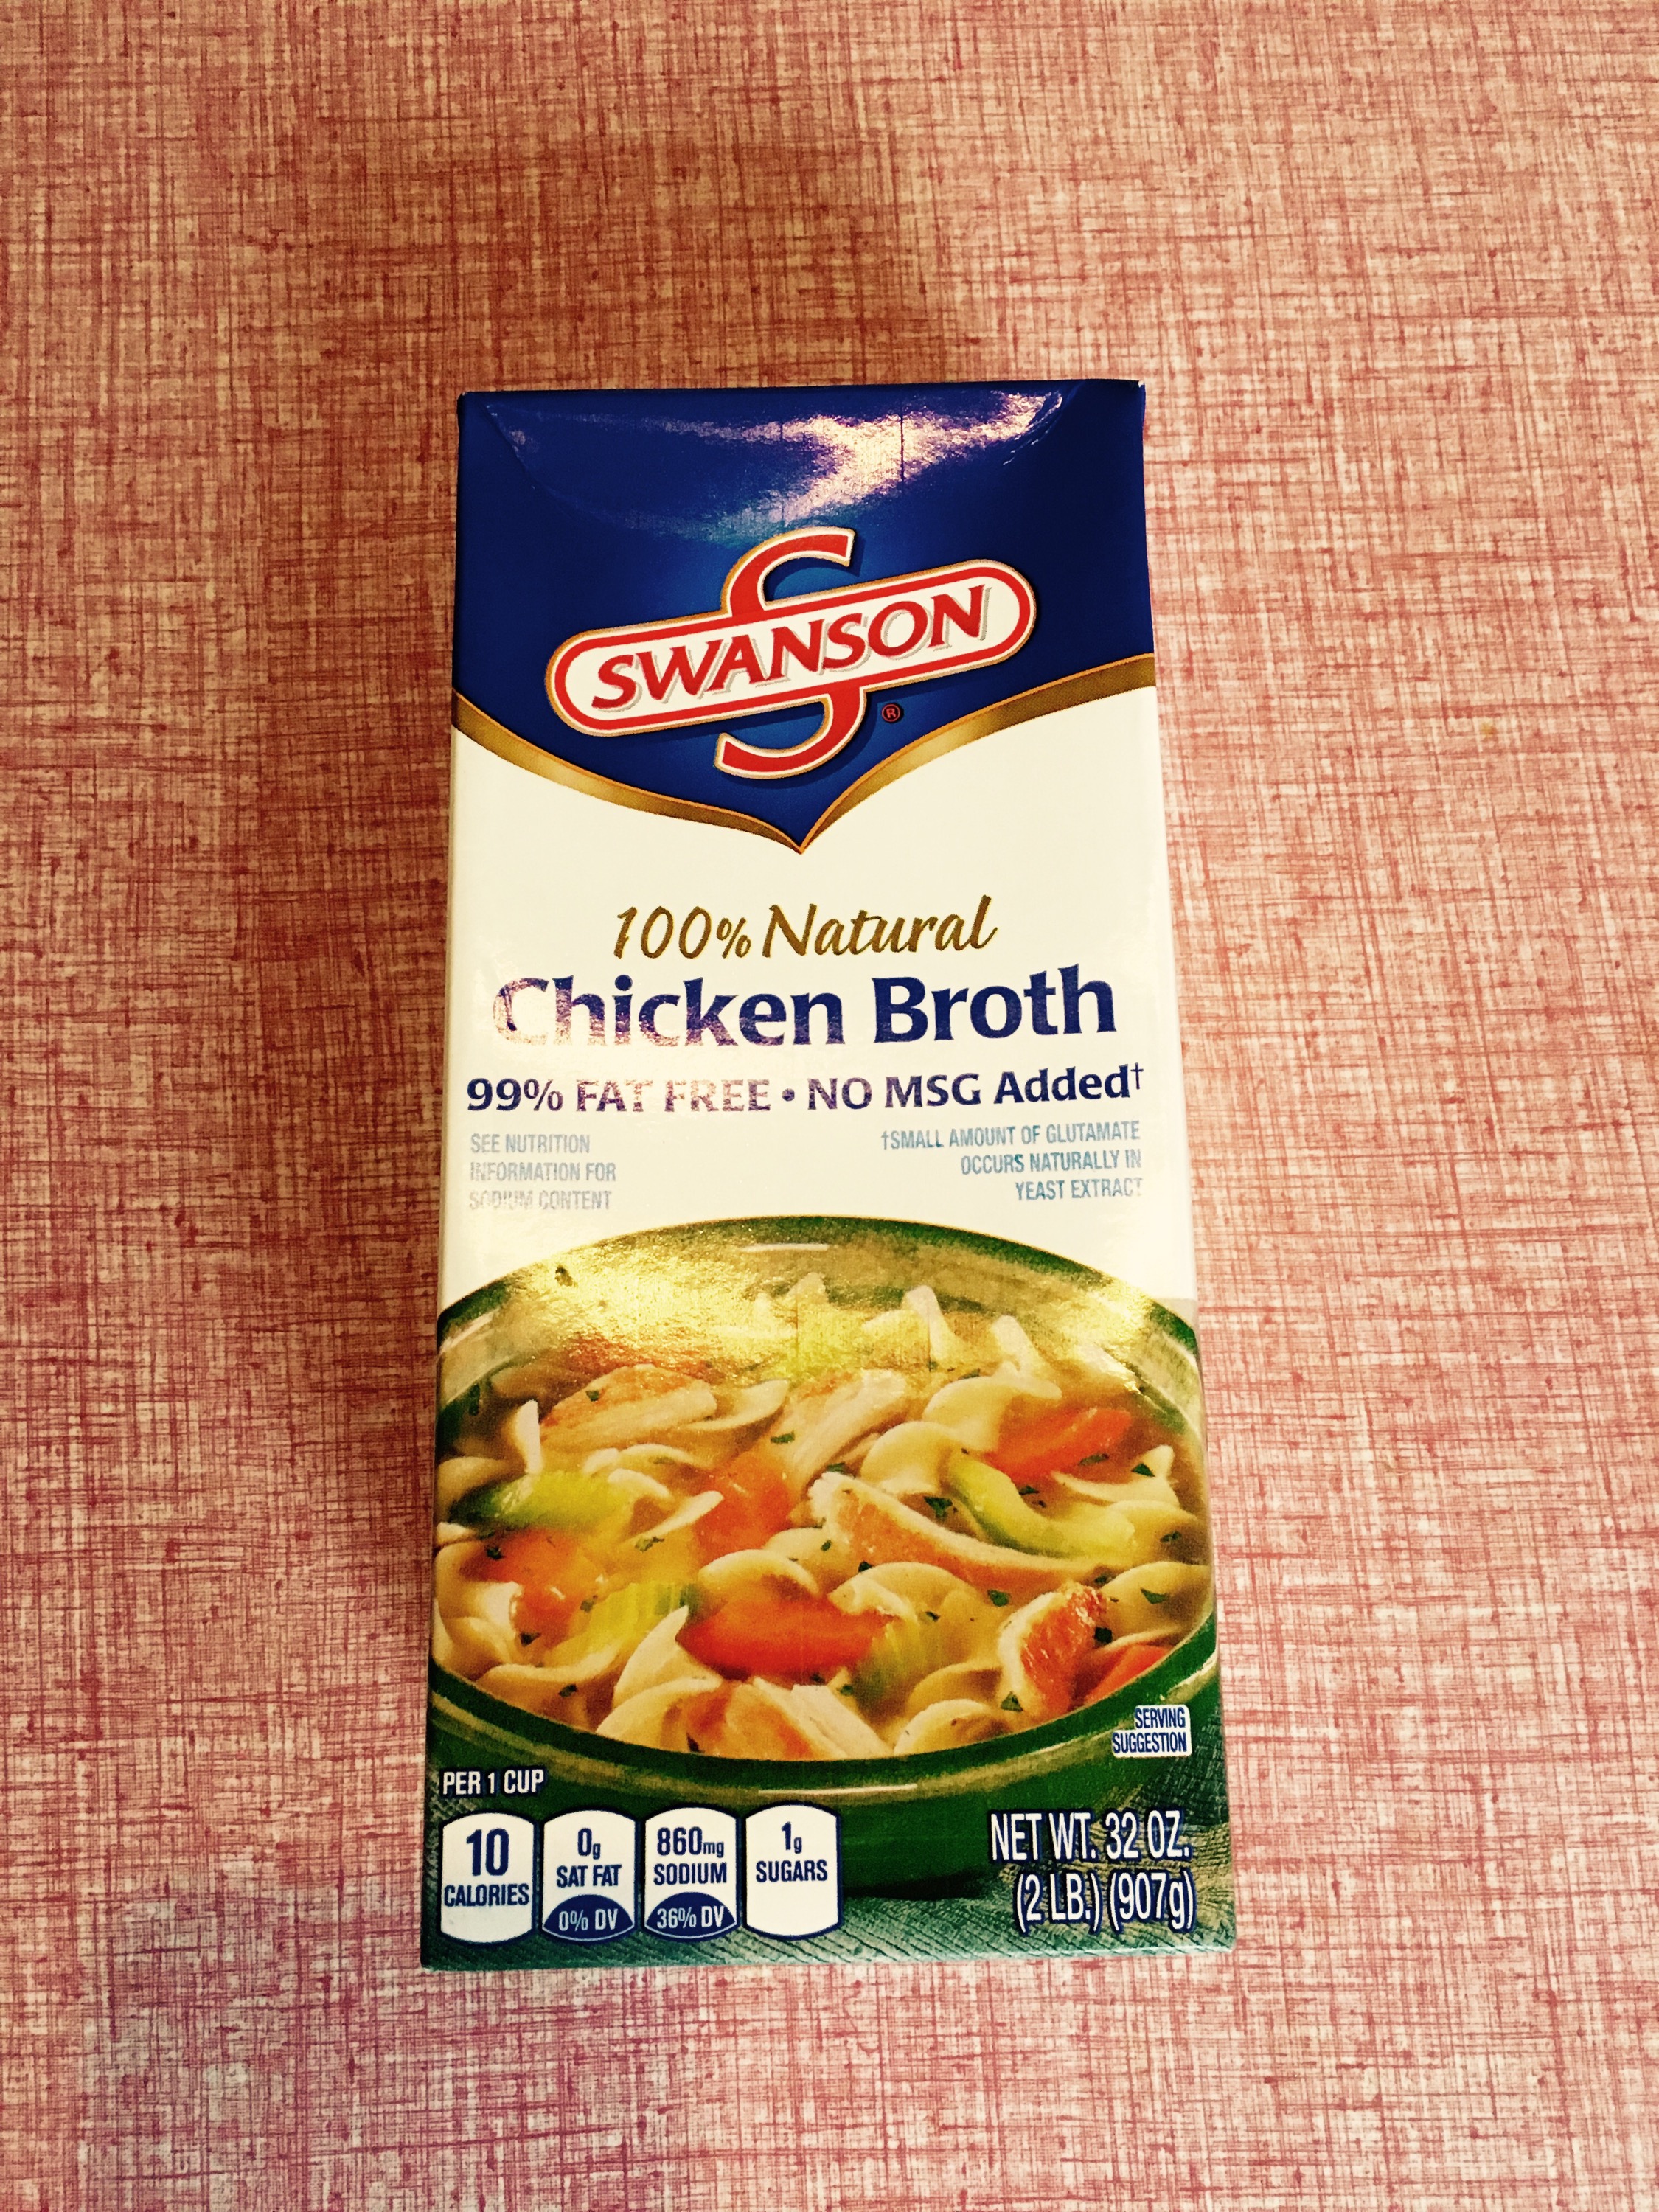 SWANSON
®
100% Natural
Chicken Broth
99% FAT FREE • NO MSG Added†
SEE NUTRITION
INFORMATION FOR
SODIUM CONTENT
†SMALL AMOUNT OF GLUTAMATE
OCCURS NATURALLY IN
YEAST EXTRACT
SERVING
SUGGESTION
PER 1 CUP
10
CALORIES
0g
SAT FAT
0% DV
860mg
SODIUM
36% DV
1g
SUGARS
NET WT. 32 OZ.
(2 LB.) (907g)